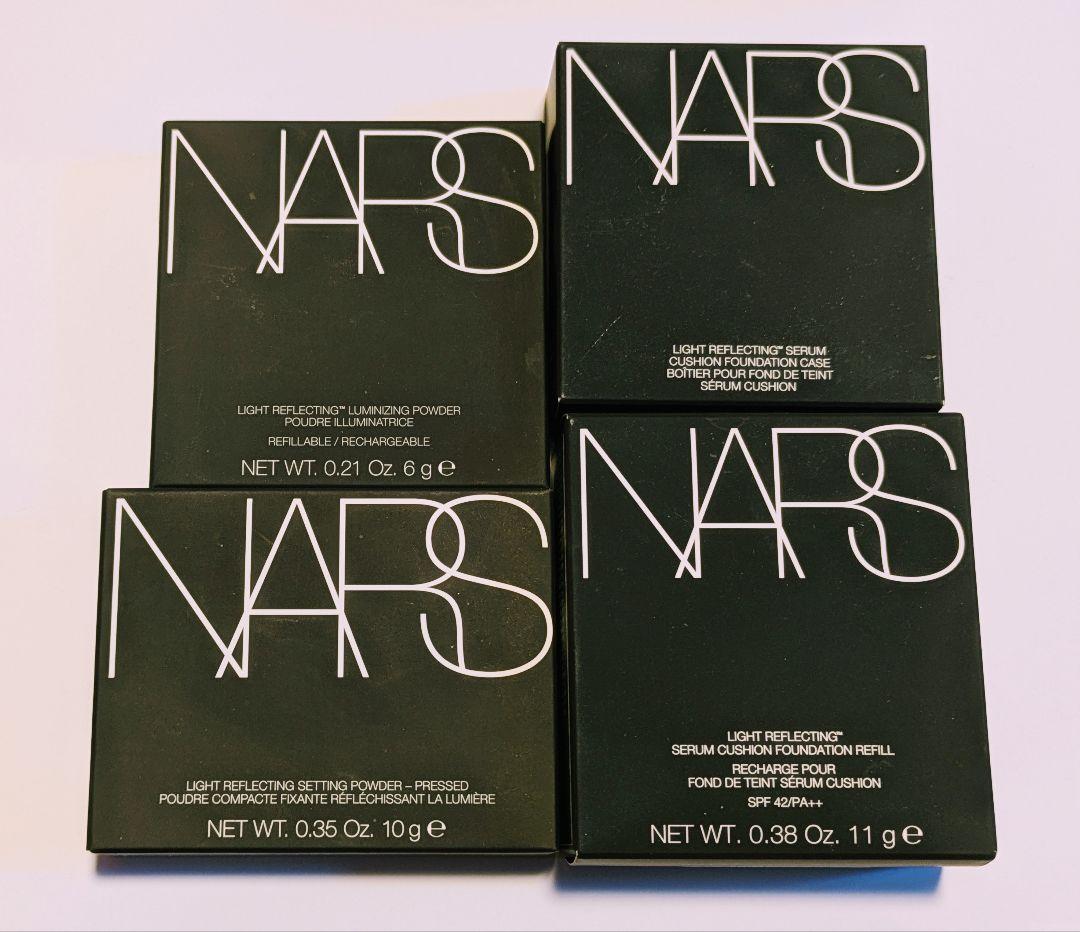 NARS
LIGHT REFLECTING™ LUMINIZING POWDER
POUDRE ILLUMINATRICE
REFILLABLE / RECHARGEABLE
NET WT. 0.21 Oz. 6 g ℮
NARS
LIGHT REFLECTING™ SERUM
CUSHION FOUNDATION CASE
BOÎTIER POUR FOND DE TEINT
SÉRUM CUSHION
NARS
LIGHT REFLECTING SETTING POWDER – PRESSED
POUDRE COMPACTE FIXANTE RÉFLÉCHISSANT LA LUMIÈRE
NET WT. 0.35 Oz. 10 g ℮
NARS
LIGHT REFLECTING™
SERUM CUSHION FOUNDATION REFILL
RECHARGE POUR
FOND DE TEINT SÉRUM CUSHION
SPF 42/PA++
NET WT. 0.38 Oz. 11 g ℮